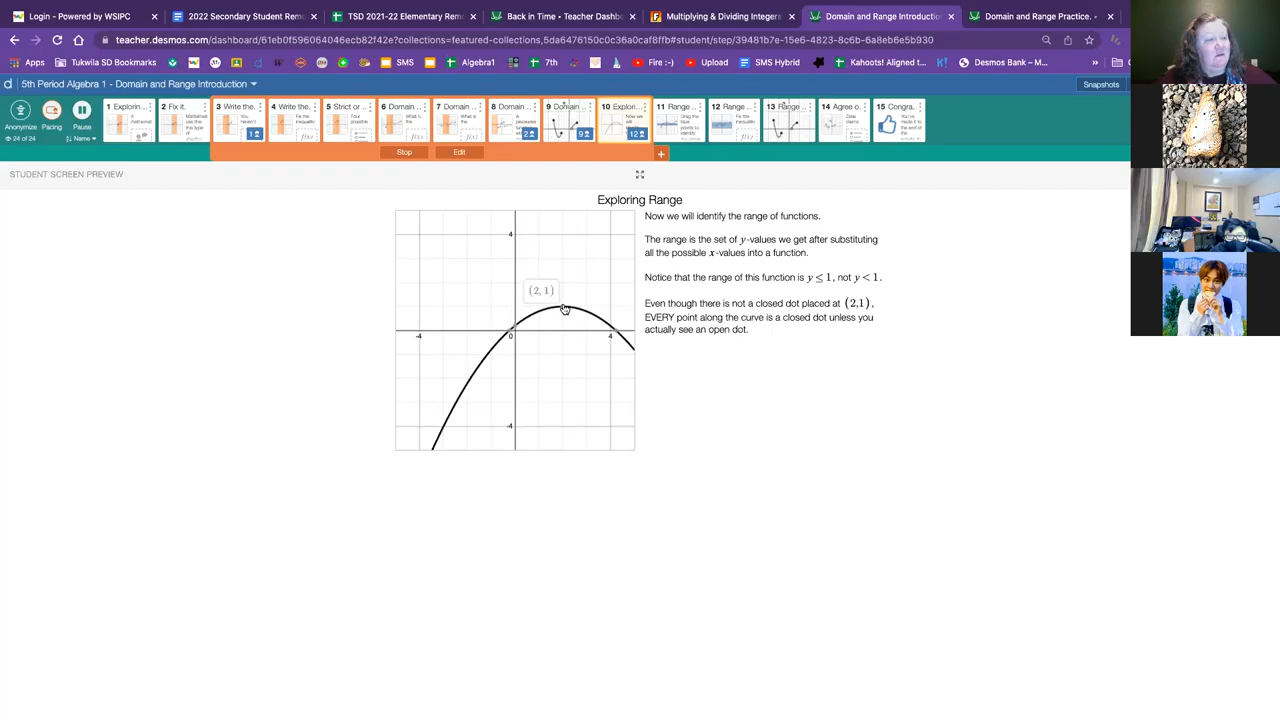 Login - Powered by WSIPC
2022 Secondary Student Rem
TSD 2021-22 Elementary Rem
Back in Time • Teacher Dashb
Multiplying & Dividing Integers
Domain and Range Introduction
Domain and Range Practice.
teacher.desmos.com/dashboard/61eb0f596064046ecb82f42e?collections=featured-collections,5da6476150c0c36a0caf8ffb#student/step/39481b7e-15e6-4823-8c6b-6a8eb6e5b930
Apps
Tukwila SD Bookmarks
SMS
Algebra1
7th
Fire :-)
Upload
SMS Hybrid
Kahoots! Aligned t...
Desmos Bank – M...
»
5th Period Algebra 1 - Domain and Range Introduction
Snapshots
Anonymize
Pacing
Pause
24 of 24
1 Explorin...
2 Fix it.
3 Write the.
4 Write the.
5 Strict or ..
6 Domain ..
7 Domain ..
8 Domain ..
9 Domain ..
10 Explori...
11 Range ..
12 Range ..
13 Range ..
14 Agree o.
15 Congra.
1
2
9
12
Stop
Edit
STUDENT SCREEN PREVIEW
Exploring Range
Now we will identify the range of functions.
The range is the set of y-values we get after substituting
all the possible x-values into a function.
Notice that the range of this function is y ≤ 1, not y < 1.
Even though there is not a closed dot placed at (2,1),
EVERY point along the curve is a closed dot unless you
actually see an open dot.
4
(2, 1)
-4
0
4
-4